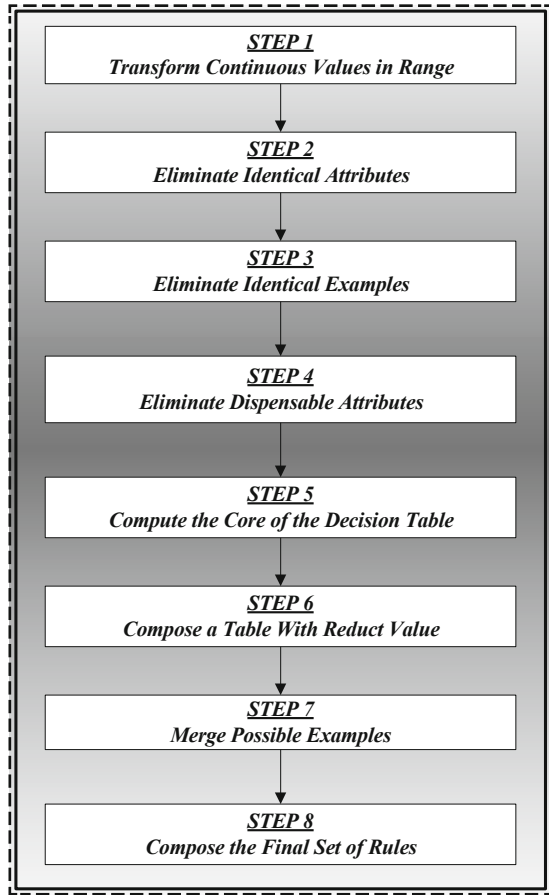 STEP 1
Transform Continuous Values in Range
STEP 2
Eliminate Identical Attributes
STEP 3
Eliminate Identical Examples
STEP 4
Eliminate Dispensable Attributes
STEP 5
Compute the Core of the Decision Table
STEP 6
Compose a Table With Reduct Value
STEP 7
Merge Possible Examples
STEP 8
Compose the Final Set of Rules